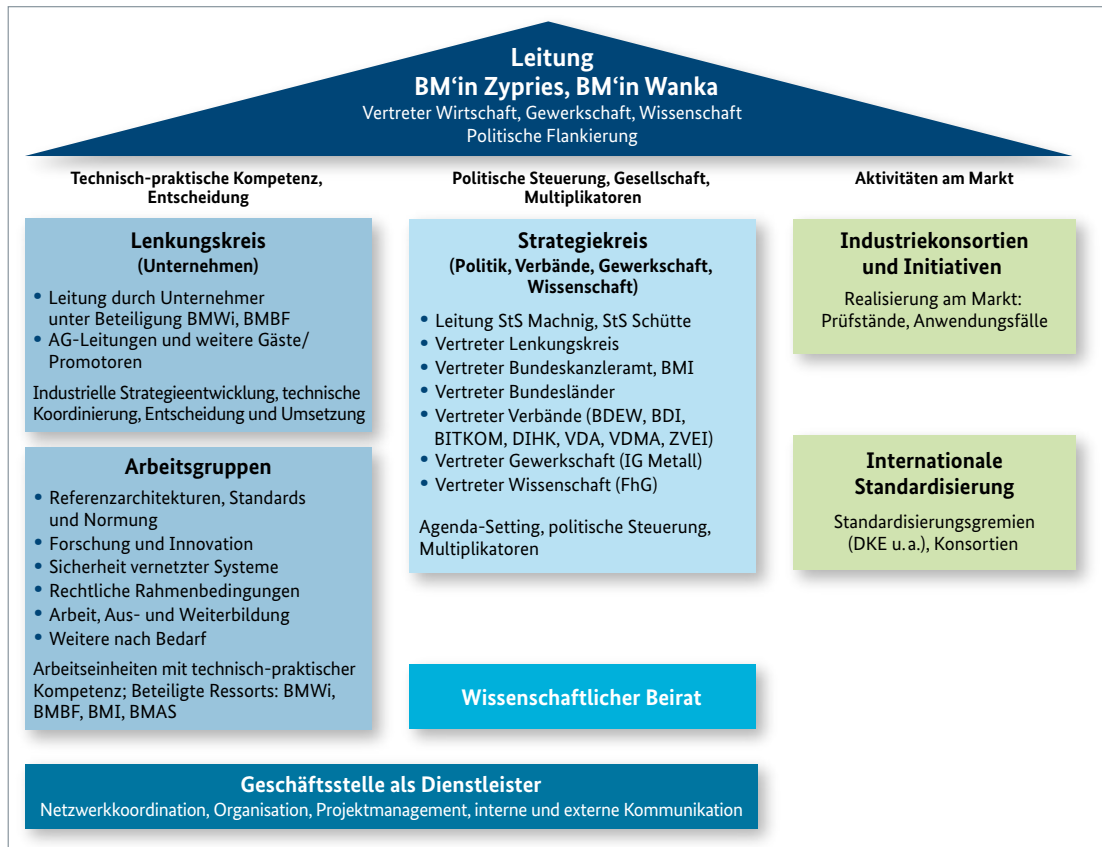 Leitung
BM‘in Zypries, BM‘in Wanka
Vertreter Wirtschaft, Gewerkschaft, Wissenschaft
Politische Flankierung
Technisch-praktische Kompetenz,
Entscheidung
Lenkungskreis
(Unternehmen)
• Leitung durch Unternehmer
unter Beteiligung BMWi, BMBF
• AG-Leitungen und weitere Gäste/
Promotoren
Industrielle Strategieentwicklung, technische
Koordinierung, Entscheidung und Umsetzung
Arbeitsgruppen
• Referenzarchitekturen, Standards
und Normung
• Forschung und Innovation
• Sicherheit vernetzter Systeme
• Rechtliche Rahmenbedingungen
• Arbeit, Aus- und Weiterbildung
• Weitere nach Bedarf
Arbeitseinheiten mit technisch-praktischer
Kompetenz; Beteiligte Ressorts: BMWi,
BMBF, BMI, BMAS
Politische Steuerung, Gesellschaft,
Multiplikatoren
Strategiekreis
(Politik, Verbände, Gewerkschaft,
Wissenschaft)
• Leitung StS Machnig, StS Schütte
• Vertreter Lenkungskreis
• Vertreter Bundeskanzleramt, BMI
• Vertreter Bundesländer
• Vertreter Verbände (BDEW, BDI,
BITKOM, DIHK, VDA, VDMA, ZVEI)
• Vertreter Gewerkschaft (IG Metall)
• Vertreter Wissenschaft (FhG)
Agenda-Setting, politische Steuerung,
Multiplikatoren
Wissenschaftlicher Beirat
Aktivitäten am Markt
Industriekonsortien
und Initiativen
Realisierung am Markt:
Prüfstände, Anwendungsfälle
Internationale
Standardisierung
Standardisierungsgremien
(DKE u. a.), Konsortien
Geschäftsstelle als Dienstleister
Netzwerkkoordination, Organisation, Projektmanagement, interne und externe Kommunikation